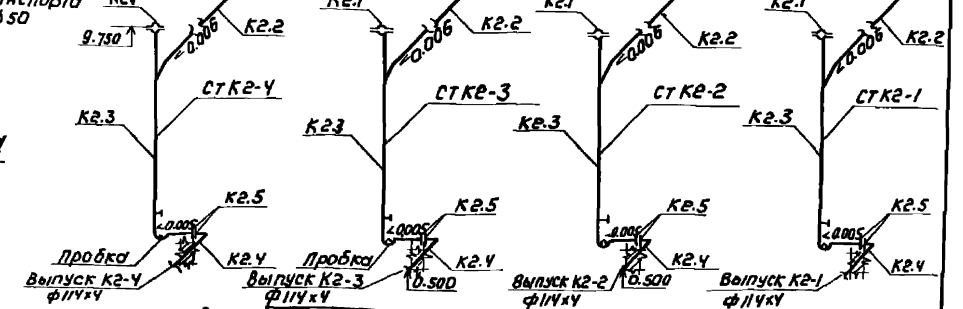 К2.1 К2.1 К2.1
⌀50
9.750 К2.2 К2.2 К2.2 К2.2
<0.006 <0.006 <0.006 <0.006
СТ К2-4 СТ К2-3 СТ К2-2 СТ К2-1
К2.3 К2.3 К2.3 К2.3
К2.5 К2.5 К2.5 К2.5
<0.005 <0.005 <0.005 <0.005
Пробка К2.4 Пробка К2.4 К2.4 К2.4
Выпуск К2-4 Выпуск К2-3 Выпуск К2-2 Выпуск К2-1
ф114х4 ф114х4 ф114х4 ф114х4
0.500 0.500